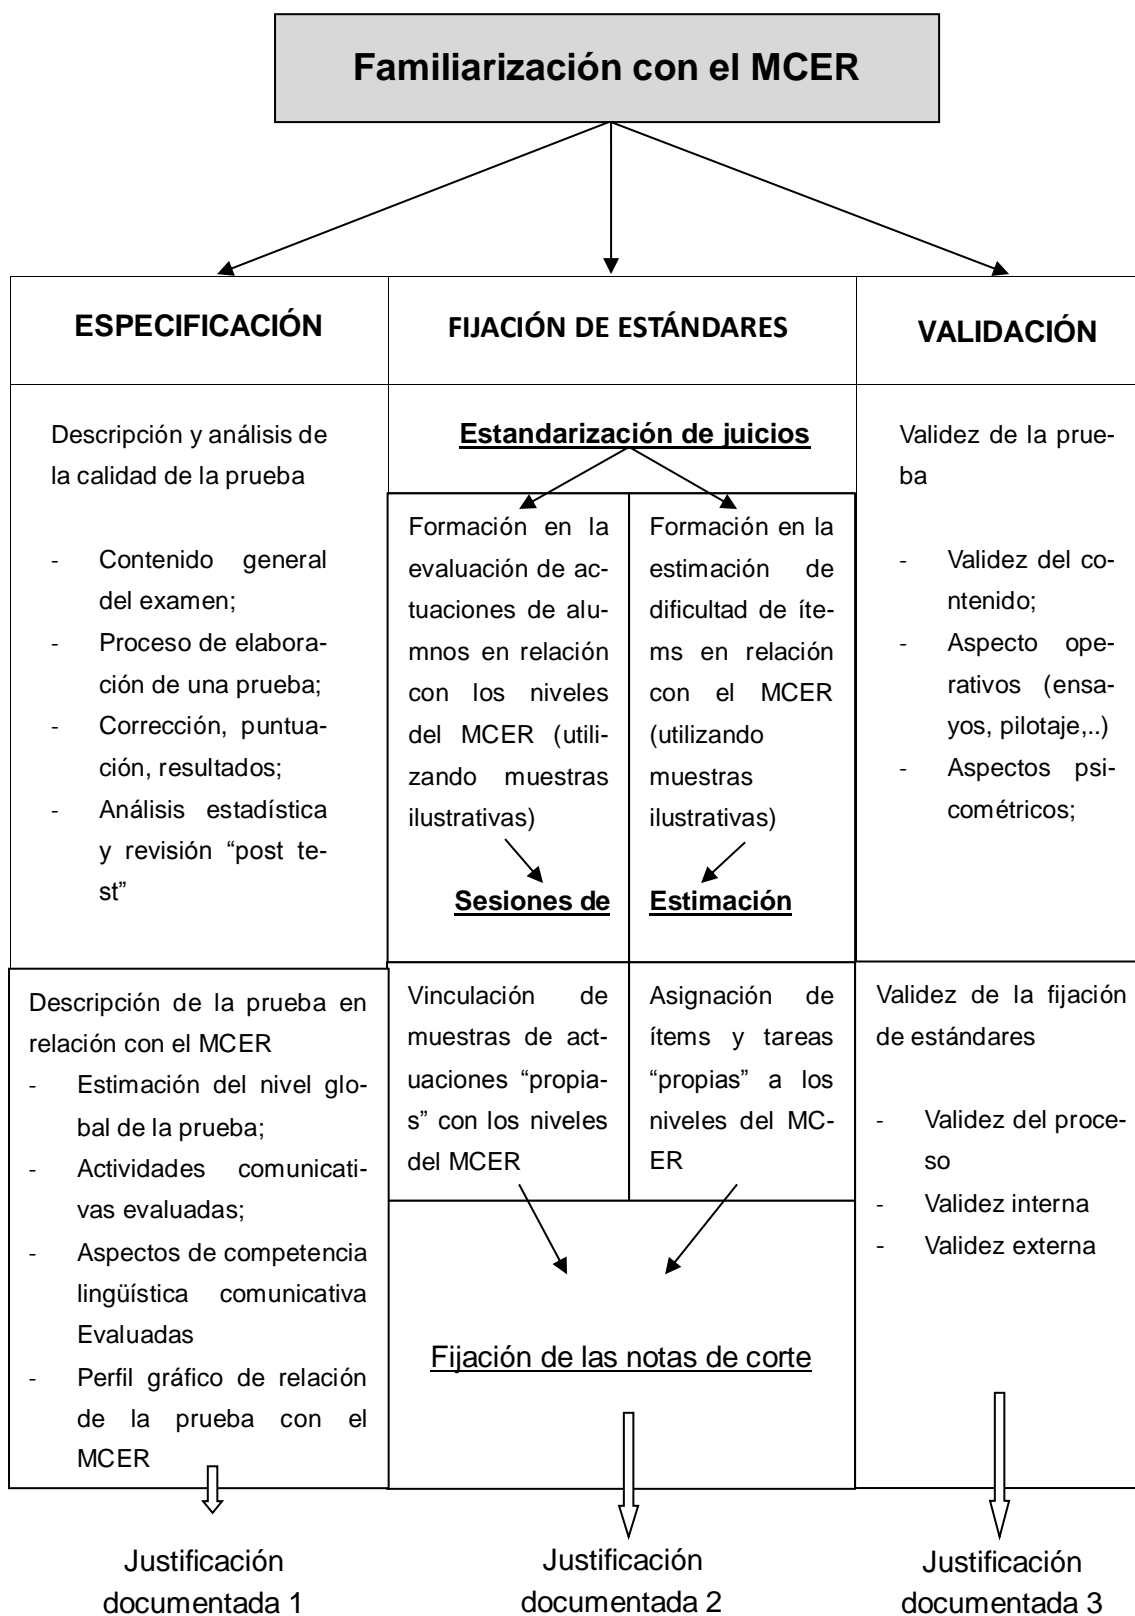 Familiarización con el MCER
ESPECIFICACIÓN
Descripción y análisis de
la calidad de la prueba
- Contenido general
del examen;
- Proceso de elabora-
ción de una prueba;
- Corrección, puntua-
ción, resultados;
- Análisis estadística
y revisión “post te-
st”
Descripción de la prueba en
relación con el MCER
- Estimación del nivel glo-
bal de la prueba;
- Actividades comunicati-
vas evaluadas;
- Aspectos de competencia
lingüística comunicativa
Evaluadas
- Perfil gráfico de relación
de la prueba con el
MCER
Justificación
documentada 1
FIJACIÓN DE ESTÁNDARES
Estandarización de juicios
Formación en la
evaluación de ac-
tuaciones de alu-
mnos en relación
con los niveles
del MCER (utili-
zando muestras
ilustrativas)
Formación en la
estimación de
dificultad de íte-
ms en relación
con el MCER
(utilizando
muestras
ilustrativas)
Sesiones de Estimación
Vinculación de
muestras de act-
uaciones “propia-
s” con los niveles
del MCER
Asignación de
ítems y tareas
“propias” a los
niveles del MC-
ER
Fijación de las notas de corte
Justificación
documentada 2
VALIDACIÓN
Validez de la prue-
ba
- Validez del co-
ntenido;
- Aspecto ope-
rativos (ensa-
yos, pilotaje,..)
- Aspectos psi-
cométricos;
Validez de la fijación
de estándares
- Validez del proce-
so
- Validez interna
- Validez externa
Justificación
documentada 3